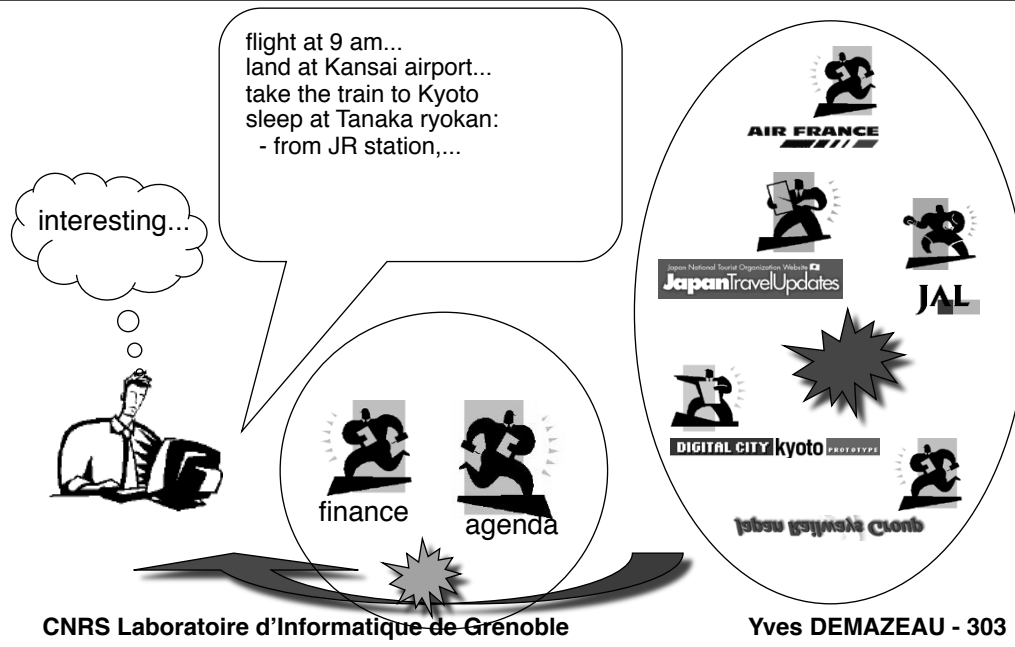 flight at 9 am...
land at Kansai airport...
take the train to Kyoto
sleep at Tanaka ryokan:
- from JR station,...
interesting...
AIR FRANCE
Japan National Tourist Organization Website
JapanTravelUpdates
JAL
DIGITAL CITY kyoto PROTOTYPE
Japan Railways Group
finance
agenda
CNRS Laboratoire d'Informatique de Grenoble
Yves DEMAZEAU - 303